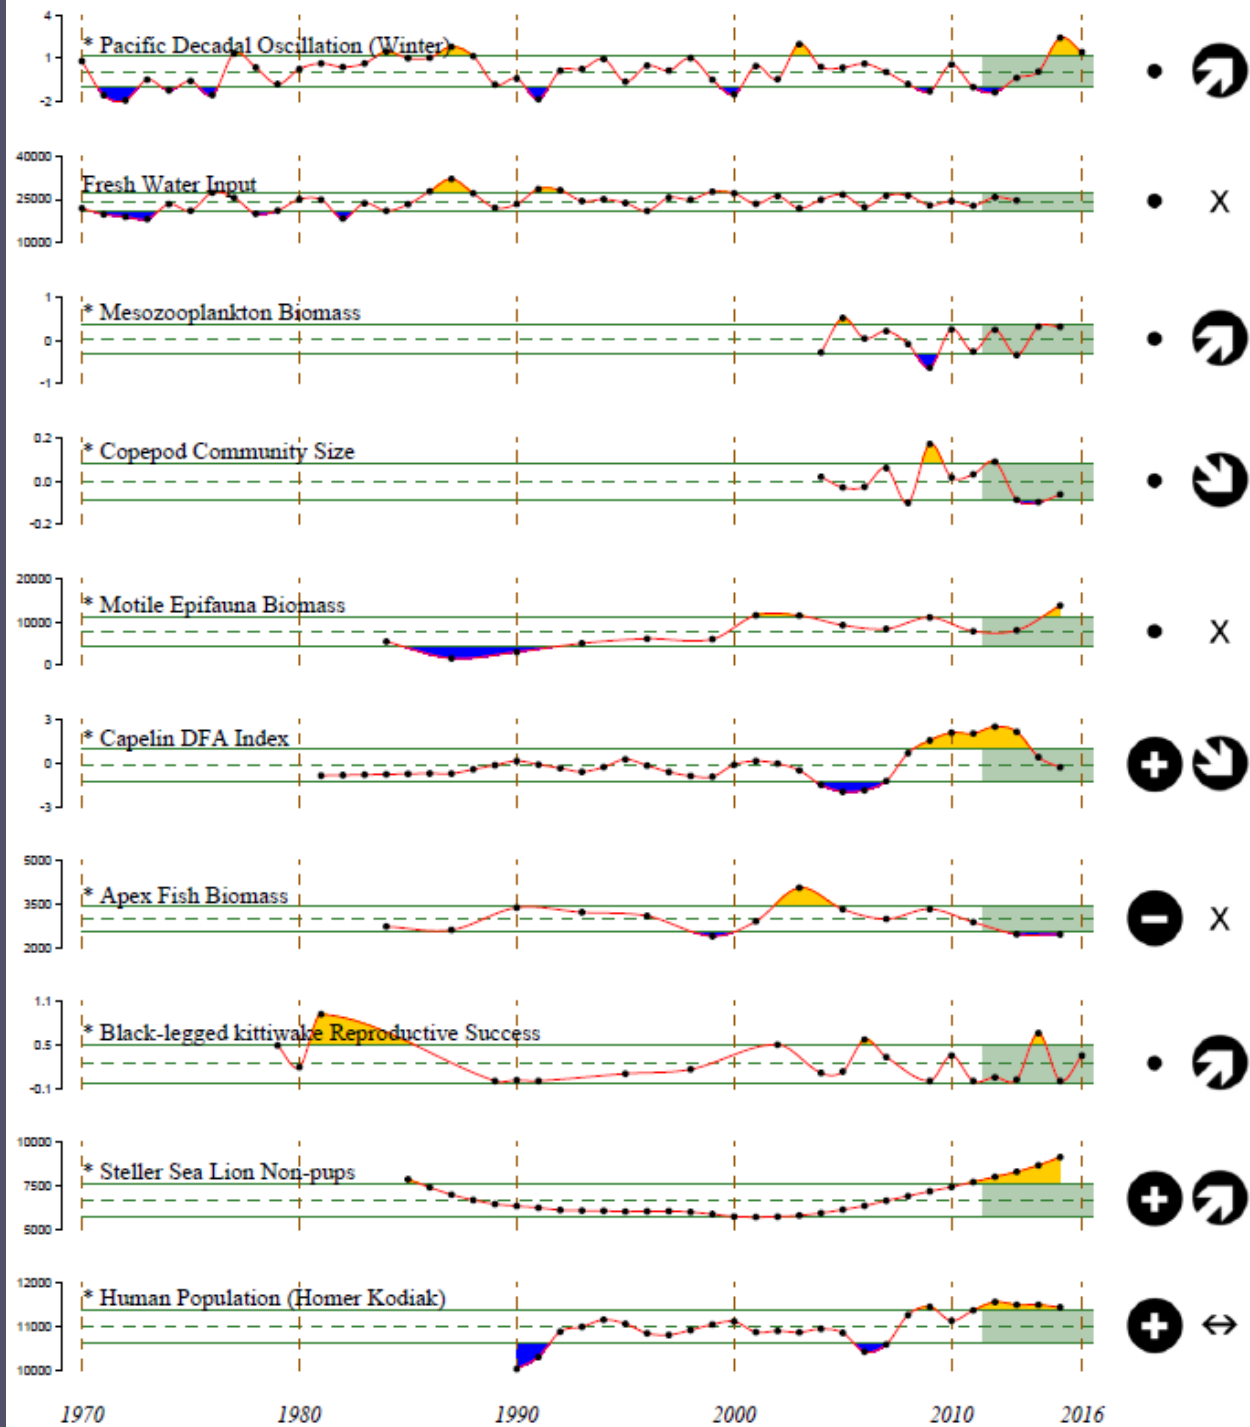 4
* Pacific Decadal Oscillation (Winter)
1
-2
40000
Fresh Water Input
25000
X
10000
1
* Mesozooplankton Biomass
0
-1
0.2
* Copepod Community Size
0.0
-0.2
20000
* Motile Epifauna Biomass
10000
X
0
3
* Capelin DFA Index
0
-3
5000
* Apex Fish Biomass
3500
X
2000
1.1
* Black-legged kittiwake Reproductive Success
0.5
-0.1
10000
* Steller Sea Lion Non-pups
7500
5000
12000
* Human Population (Homer Kodiak)
11000
10000
1970 1980 1990 2000 2010 2016